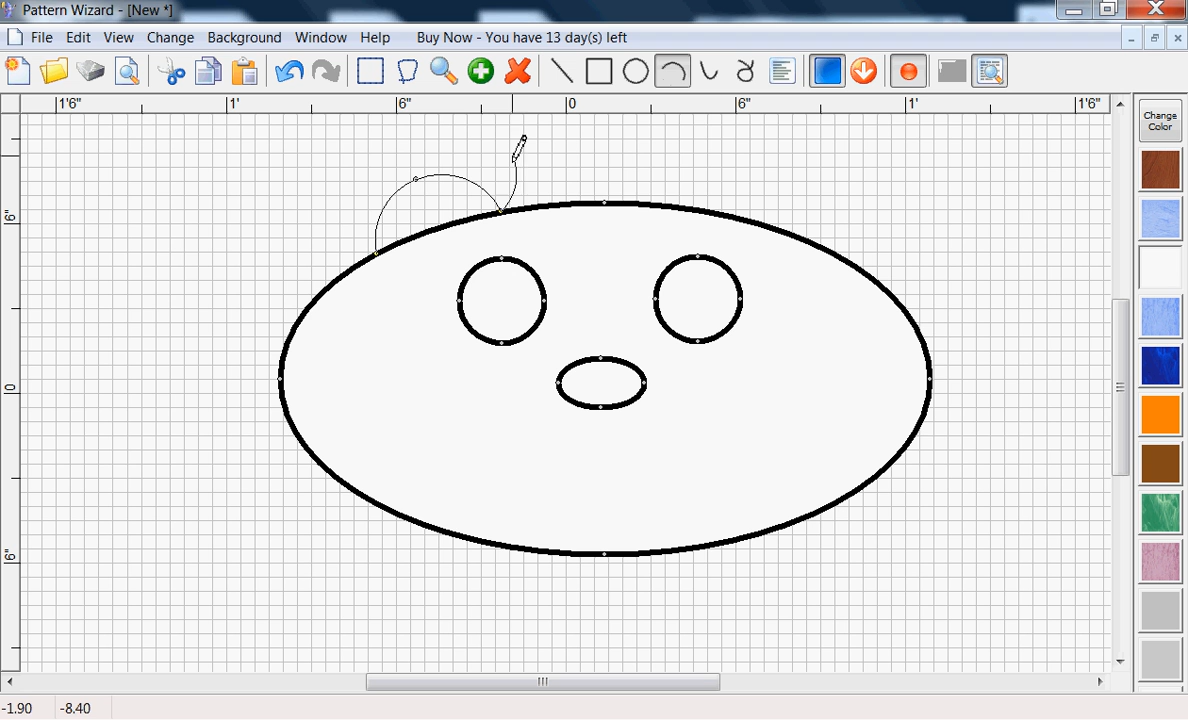 Pattern Wizard - [New *]
File Edit View Change Background Window Help Buy Now - You have 13 day(s) left
1'6" 1' 6" 0 6" 1' 1'6"
Change
Color
6"
0
6"
-1.90 -8.40